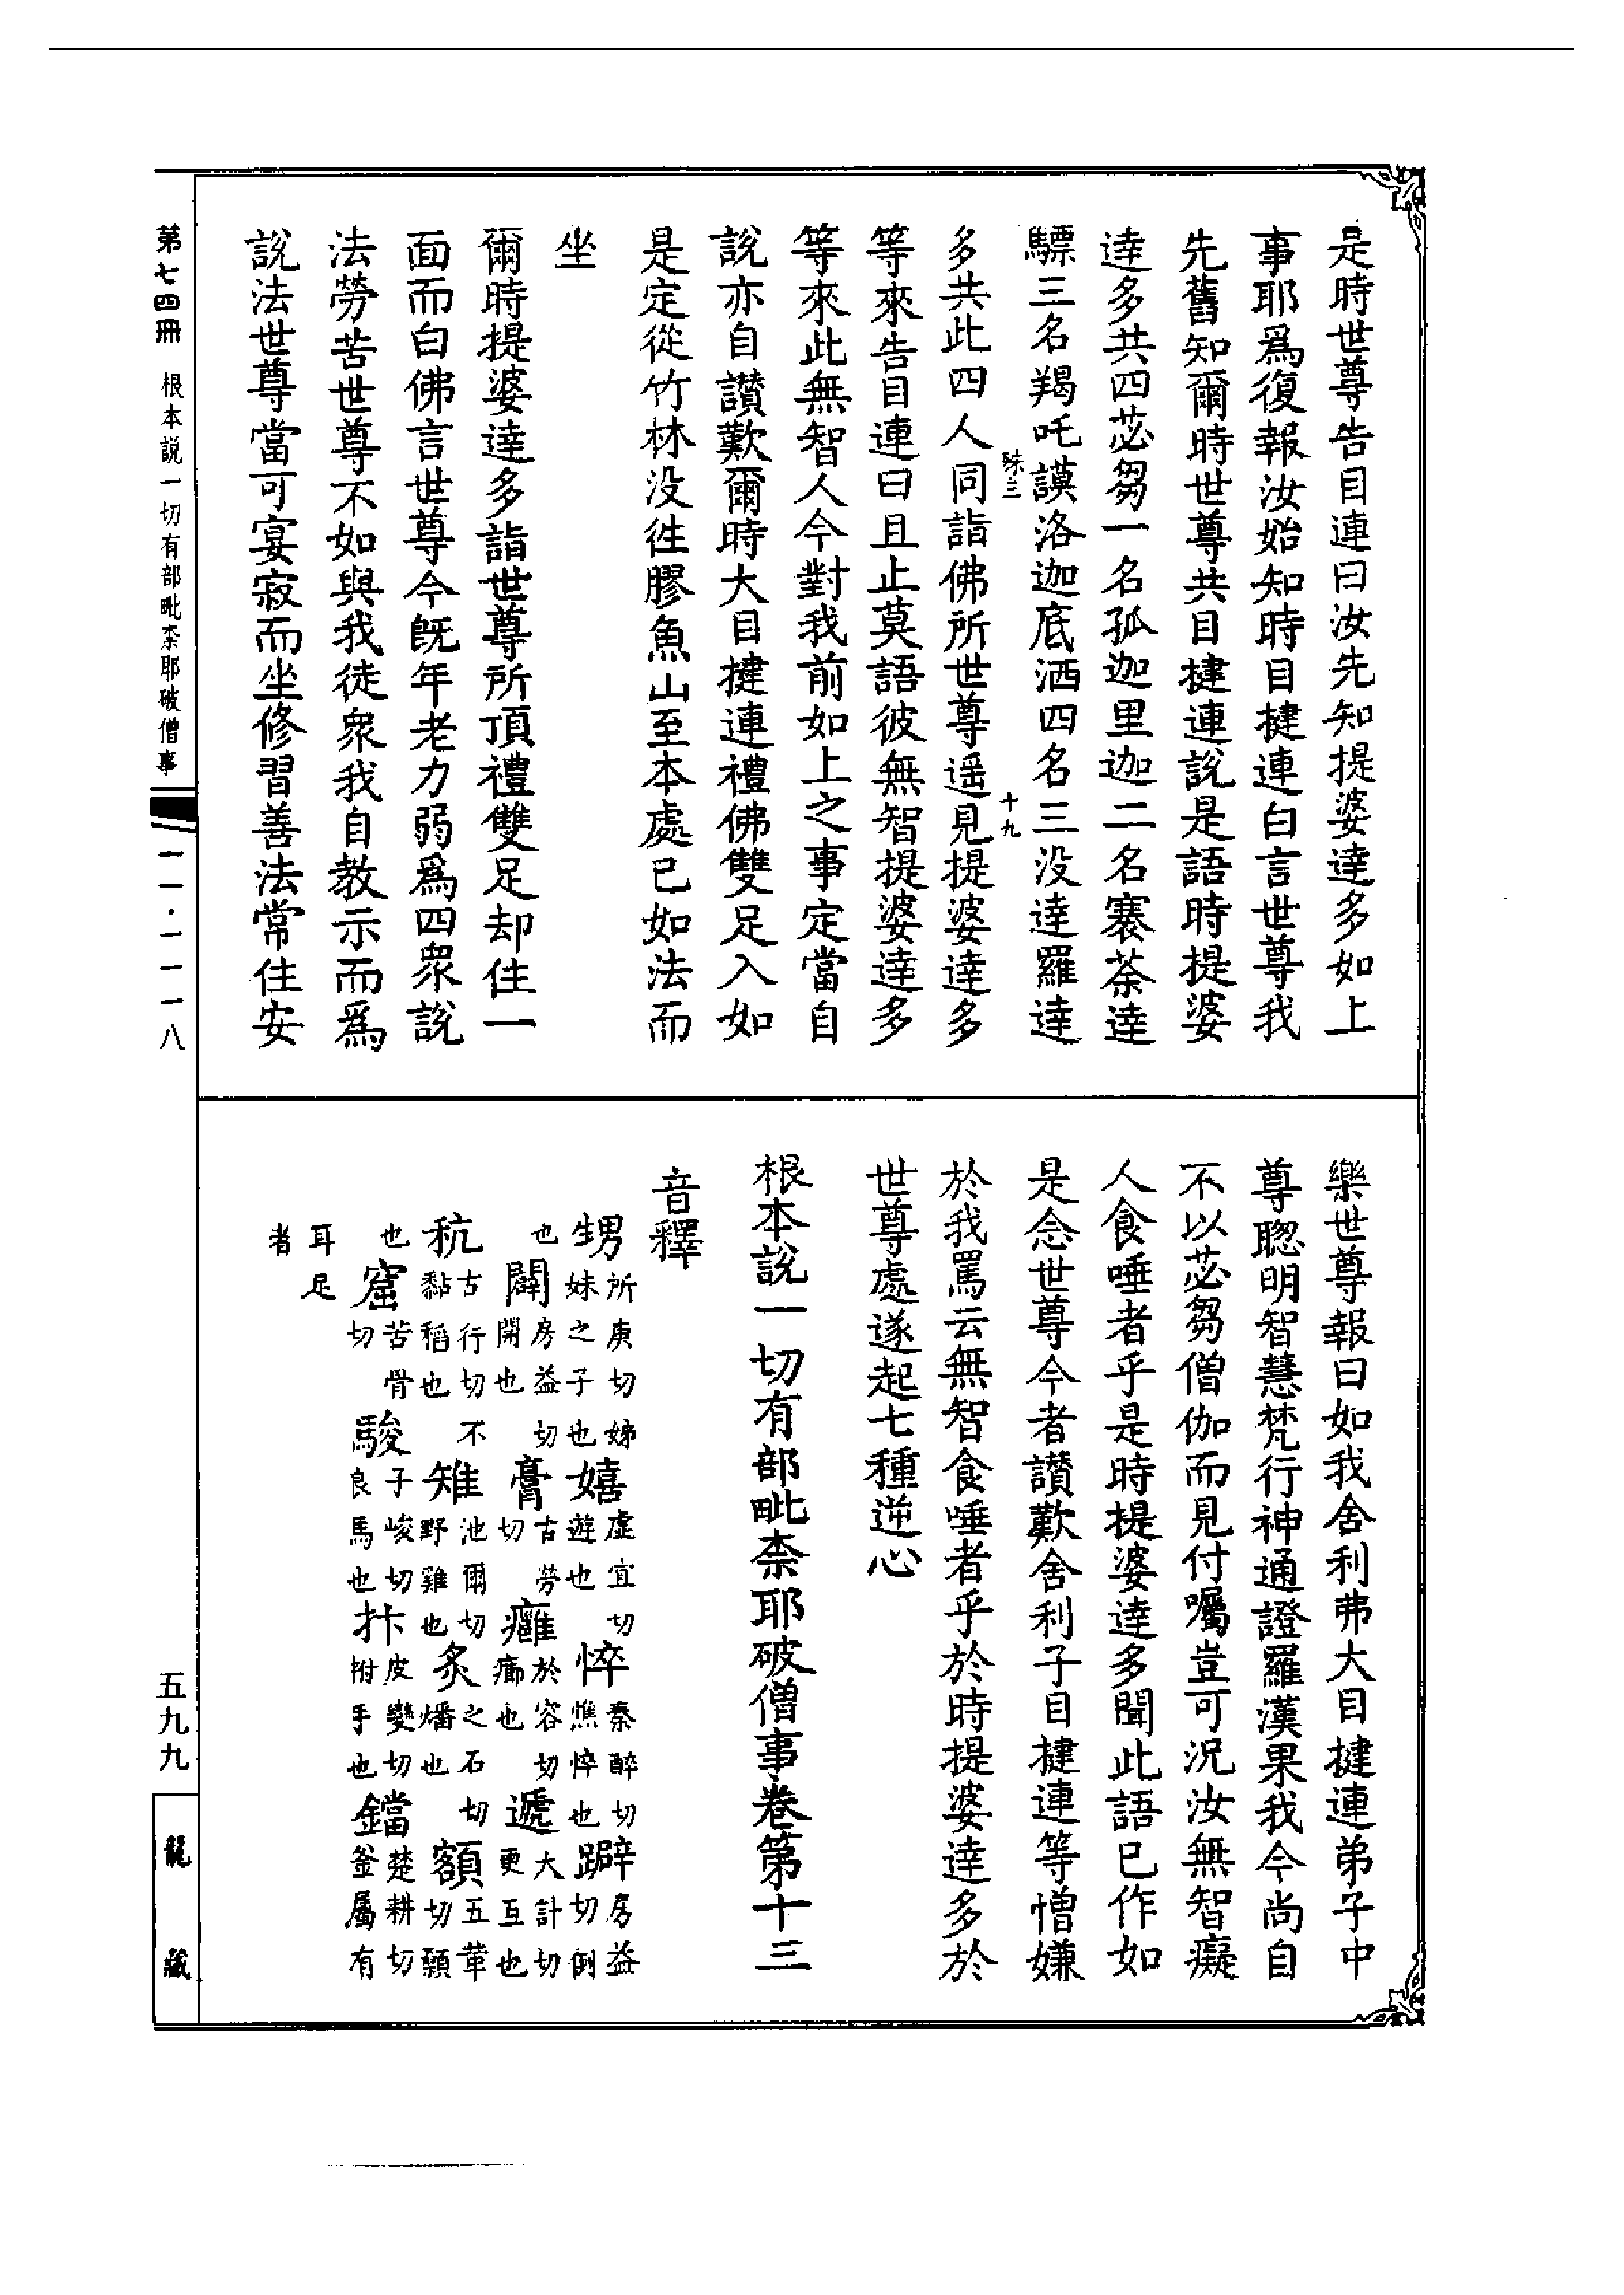 是時世尊告目連曰汝先知提婆達多如上
事耶爲復報汝始知時目揵連白言世尊我
先舊知爾時世尊共目揵連說是語時提婆
達多共四苾芻一名孤迦里迦二名褰荼達
驃三名羯吒謨洛迦底洒四名三没達羅達
多共此四人同詣佛所世尊遥見提婆達多
等來告目連曰且止莫語彼無智提婆達多
等來此無智人今對我前如上之事定當自
說亦自讃歎爾時大目揵連禮佛雙足入如
是定從竹林没徃膠魚山至本處已如法而
坐
爾時提婆達多詣世尊所頂禮雙足却住一
面而白佛言世尊今既年老力弱爲四衆說
法勞苦世尊不如與我徒衆我自教示而爲
說法世尊當可宴寂而坐修習善法常住安
樂世尊報曰如我舍利弗大目揵連弟子中
尊聰明智慧梵行神通證羅漢果我今尚自
不以苾芻僧伽而見付囑豈可況汝無智癡
人食唾者乎是時提婆達多聞此語已作如
是念世尊今者讃歎舍利子目揵連等憎嫌
於我罵云無智食唾者乎於時提婆達多於
世尊處遂起七種逆心
根本說一切有部毗柰耶破僧事卷第十三
音釋
甥所庚切姊妹之子也嬉虛宜切遊也悴秦醉切憔悴也躃房益切倒
也闢房益切開也膏古勞切癰於容切癤也遞大計切更互也
秔古行切不黏稻也雉池爾切野雞也炙之石切燔也額五革切顙
也窟苦骨切駿子峻切良馬也抃皮變切拊手也鐺楚耕切釜屬有
耳足
者
第七四冊 根本說一切有部毗柰耶破僧事
一一·一一一八
五九九
龍藏
十九